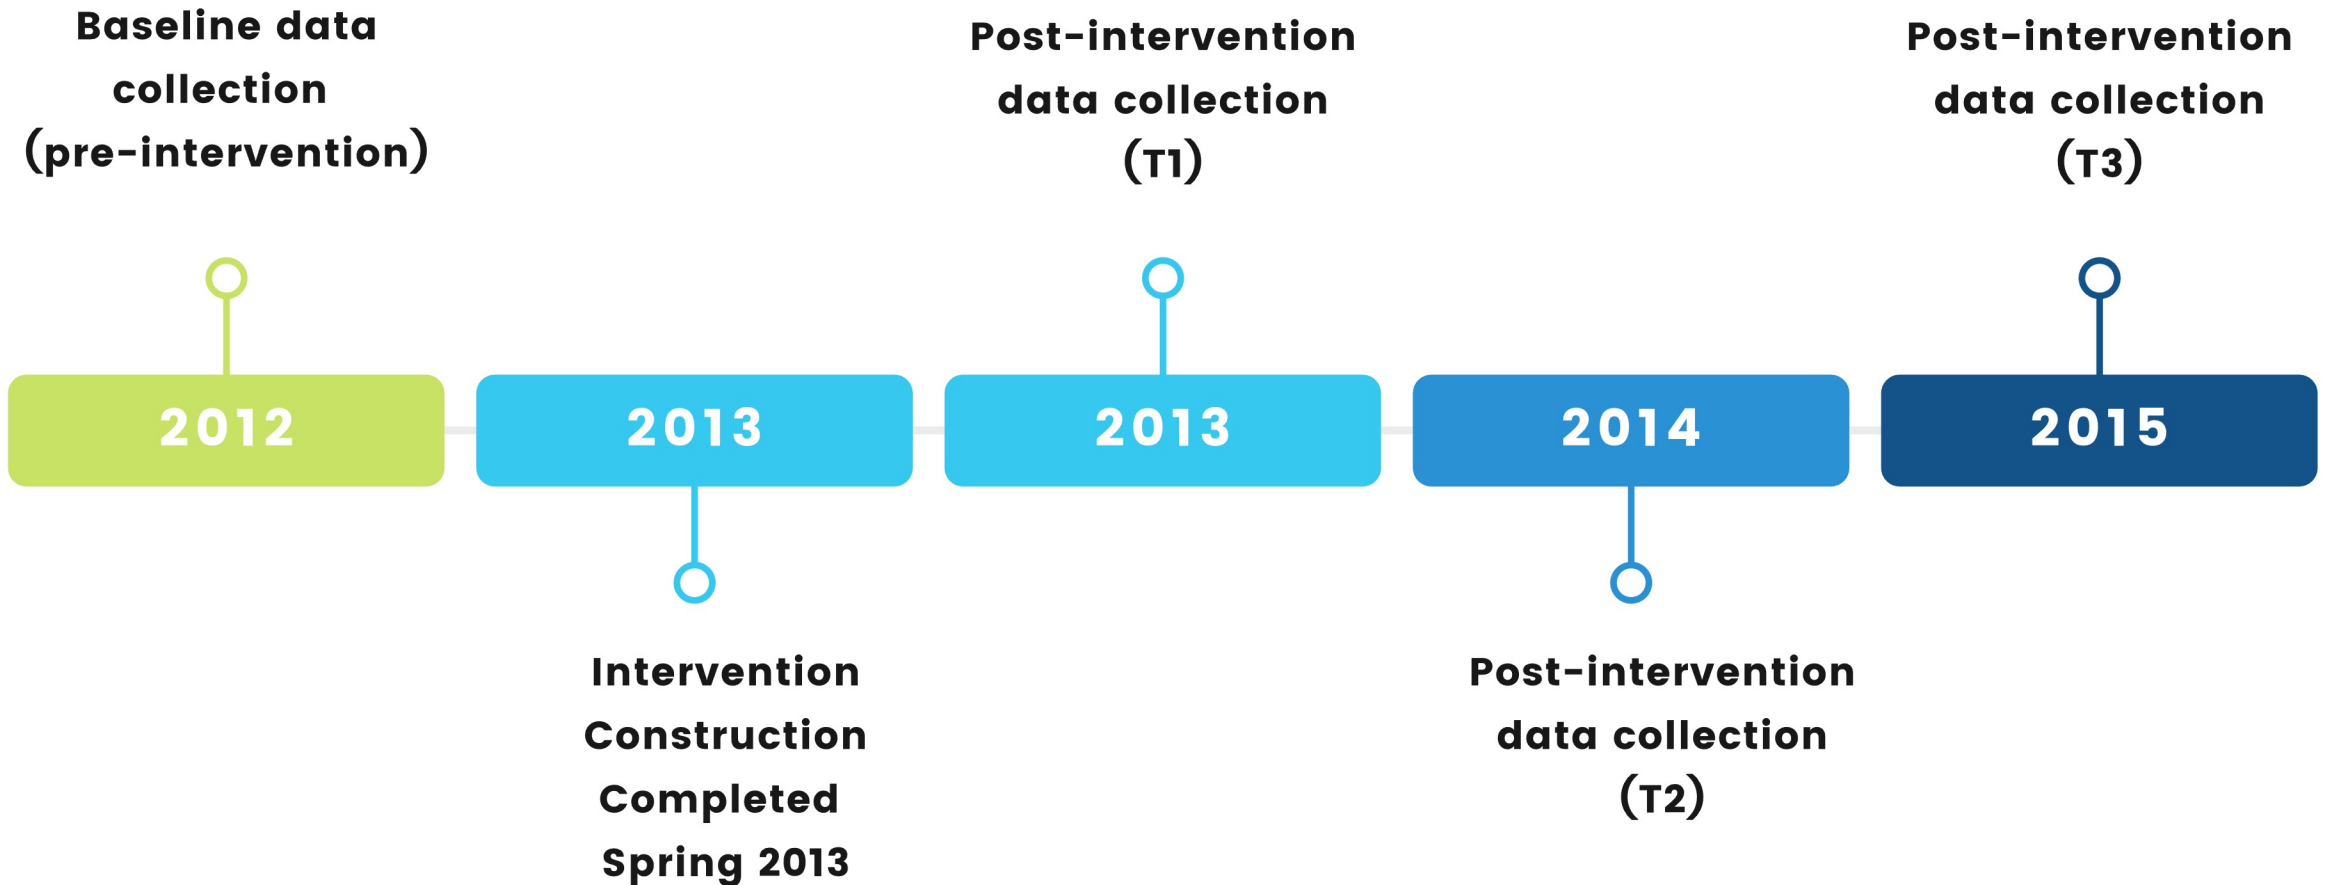 Baseline data
collection
(pre-intervention)
Post-intervention
data collection
(T1)
Post-intervention
data collection
(T3)
2012
2013
2013
2014
2015
Intervention
Construction
Completed
Spring 2013
Post-intervention
data collection
(T2)